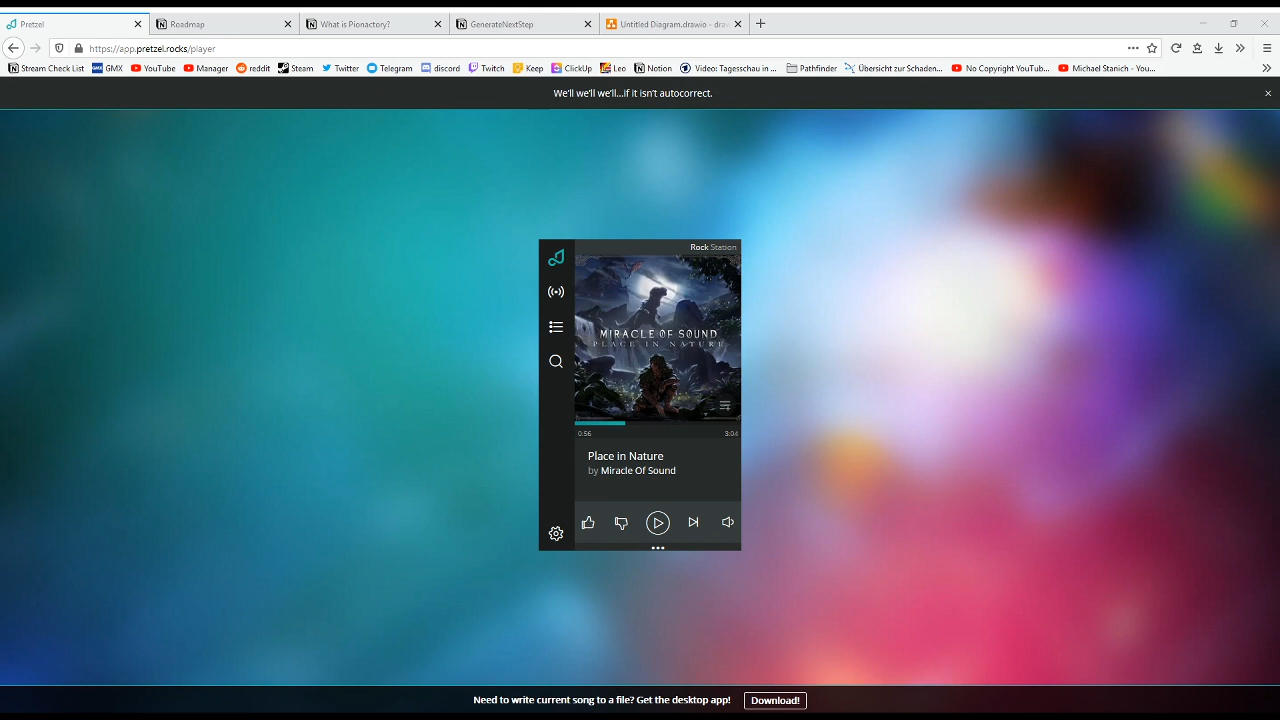 Pretzel
Roadmap
What is Pionactory?
GenerateNextStep
Untitled Diagram.drawio - draw
https://app.pretzel.rocks/player
Stream Check List GMX YouTube Manager reddit Steam Twitter Telegram discord Twitch Keep ClickUp Leo Notion Video: Tagesschau in ... Pathfinder Übersicht zur Schaden... No Copyright YouTub... Michael Stanich - You...
We'll we'll we'll...if it isn't autocorrect.
Rock Station
MIRACLE OF SOUND
PLACE IN NATURE
0:56 3:04
Place in Nature
by Miracle Of Sound
Need to write current song to a file? Get the desktop app! Download!